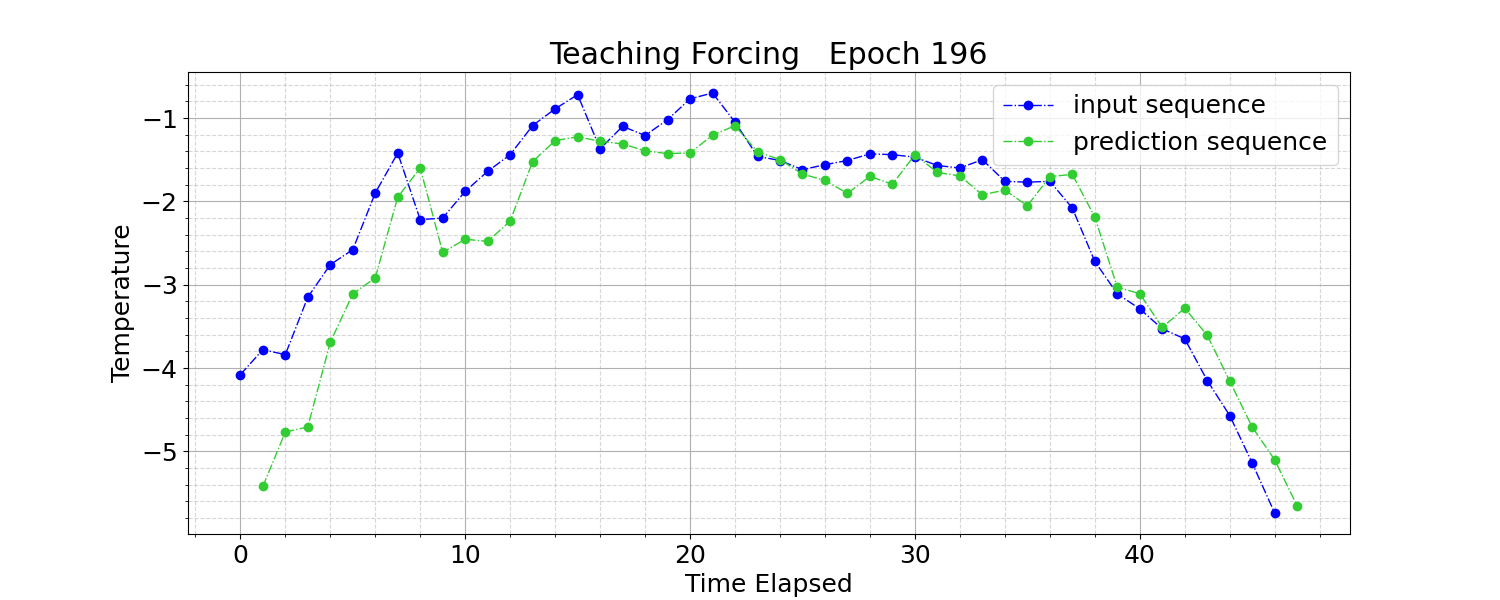 Teaching Forcing   Epoch 196
input sequence
prediction sequence
Temperature
−1
−2
−3
−4
−5
0 10 20 30 40
Time Elapsed